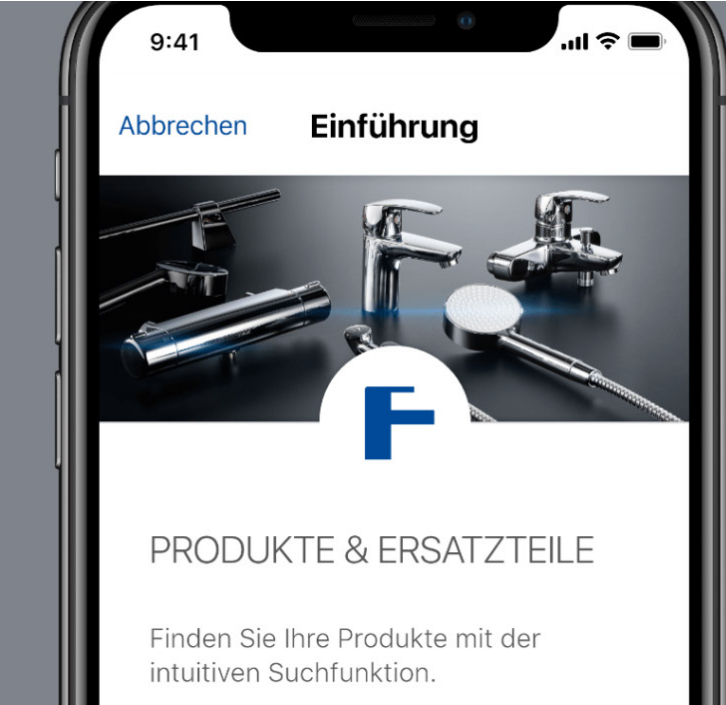 9:41
Abbrechen Einführung
F
PRODUKTE & ERSATZTEILE
Finden Sie Ihre Produkte mit der
intuitiven Suchfunktion.